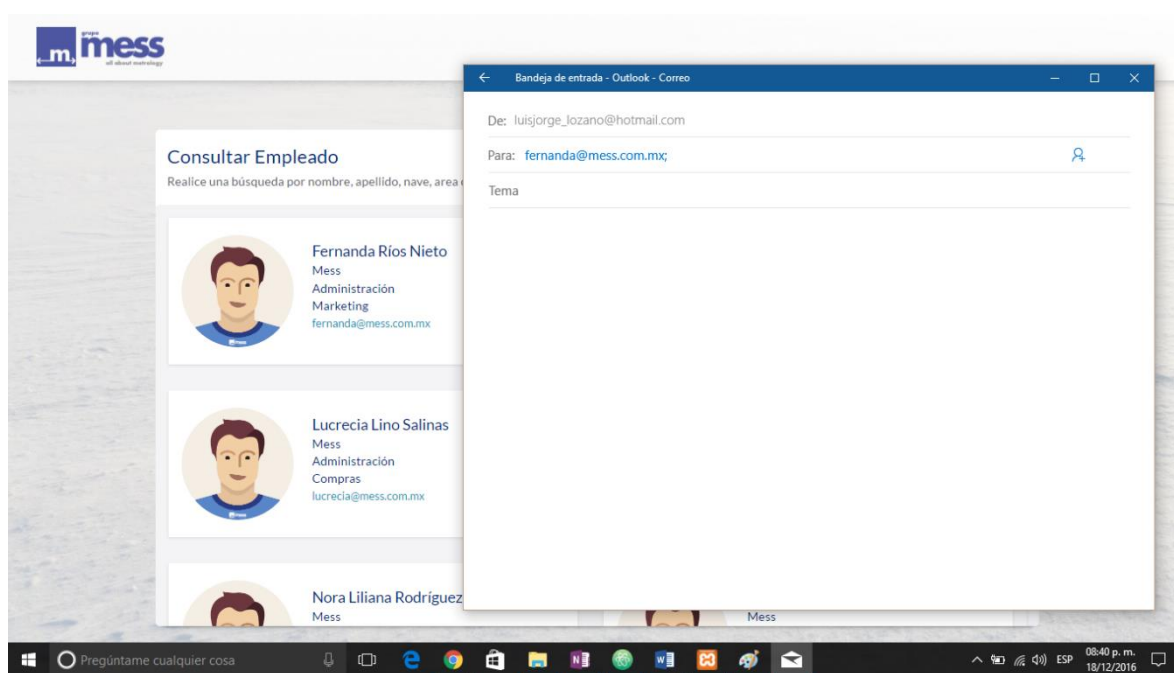 grupo
mess
all about metrology
m
Bandeja de entrada - Outlook - Correo
De: luisjorge_lozano@hotmail.com
Para: fernanda@mess.com.mx;
Tema
Consultar Empleado
Realice una búsqueda por nombre, apellido, nave, area
Fernanda Ríos Nieto
Mess
Administración
Marketing
fernanda@mess.com.mx
mess
Lucrecia Lino Salinas
Mess
Administración
Compras
lucrecia@mess.com.mx
mess
Nora Liliana Rodríguez
Mess
Mess
Pregúntame cualquier cosa
ESP
08:40 p. m.
18/12/2016